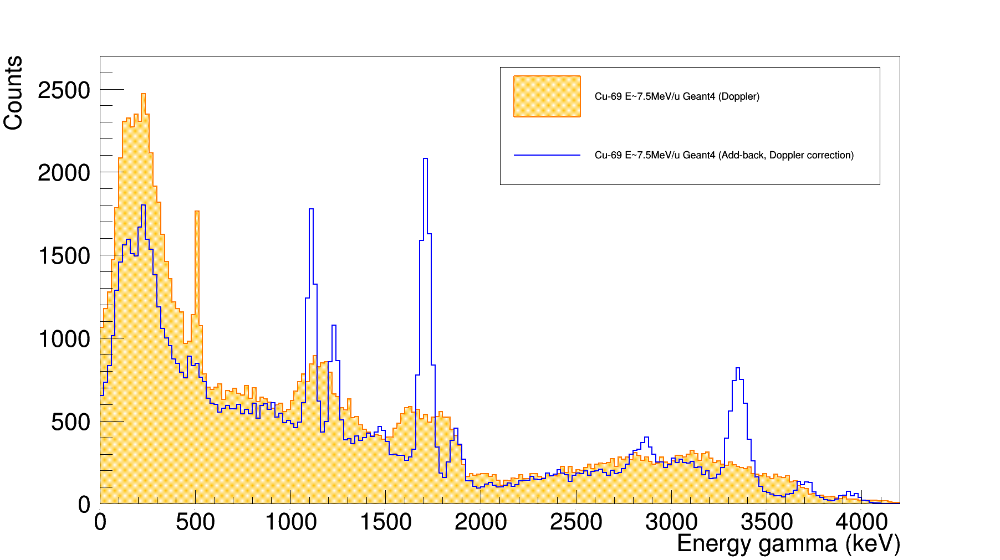 Counts
2500
2000
1500
1000
500
0
Cu-69 E~7.5MeV/u Geant4 (Doppler)
Cu-69 E~7.5MeV/u Geant4 (Add-back, Doppler correction)
0 500 1000 1500 2000 2500 3000 3500 4000
Energy gamma (keV)